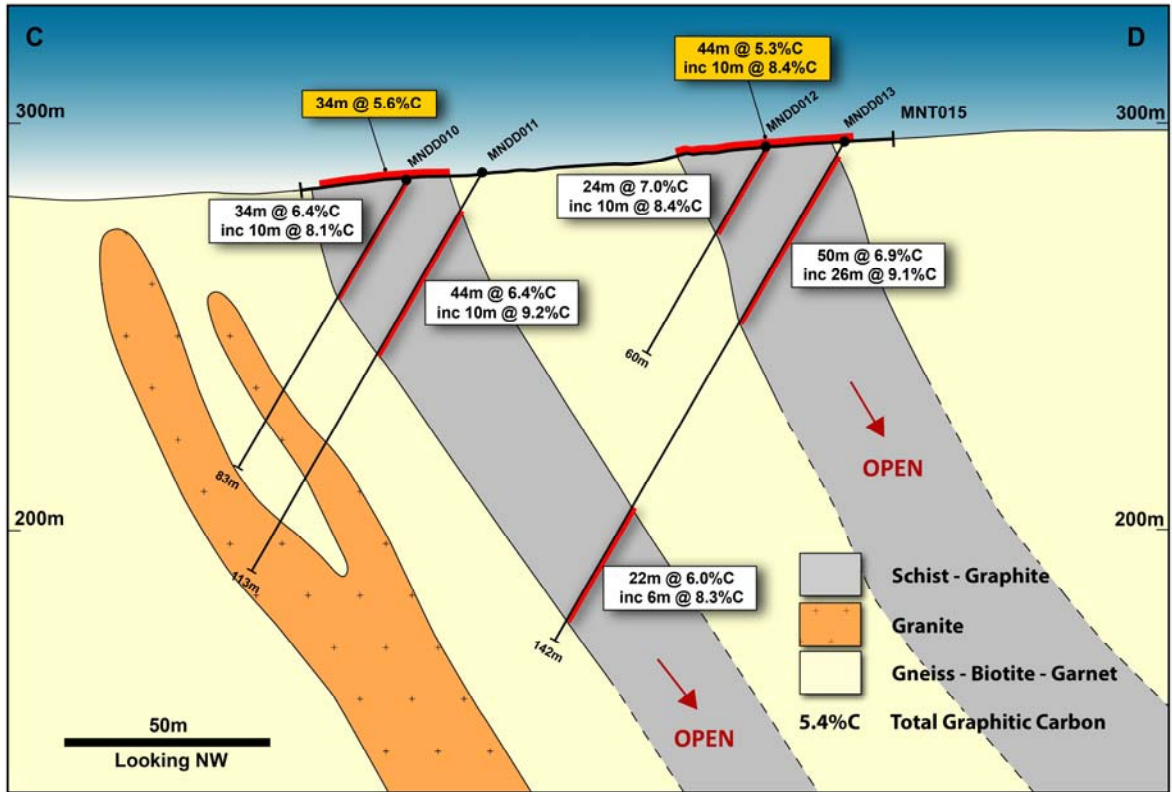 C
D
44m @ 5.3%C
inc 10m @ 8.4%C
34m @ 5.6%C
300m
300m
MNDD010
MNDD011
MNDD012
MNDD013
MNT015
34m @ 6.4%C
inc 10m @ 8.1%C
24m @ 7.0%C
inc 10m @ 8.4%C
50m @ 6.9%C
inc 26m @ 9.1%C
44m @ 6.4%C
inc 10m @ 9.2%C
60m
OPEN
83m
200m
200m
113m
22m @ 6.0%C
inc 6m @ 8.3%C
142m
OPEN
Schist - Graphite
Granite
Gneiss - Biotite - Garnet
5.4%C Total Graphitic Carbon
50m
Looking NW